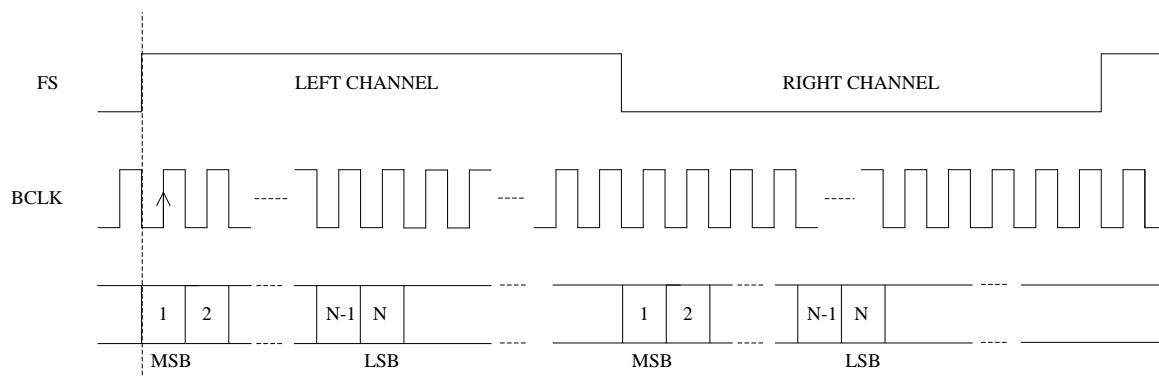 FS
LEFT CHANNEL
RIGHT CHANNEL
BCLK
1 2 N-1 N 1 2 N-1 N
MSB LSB MSB LSB